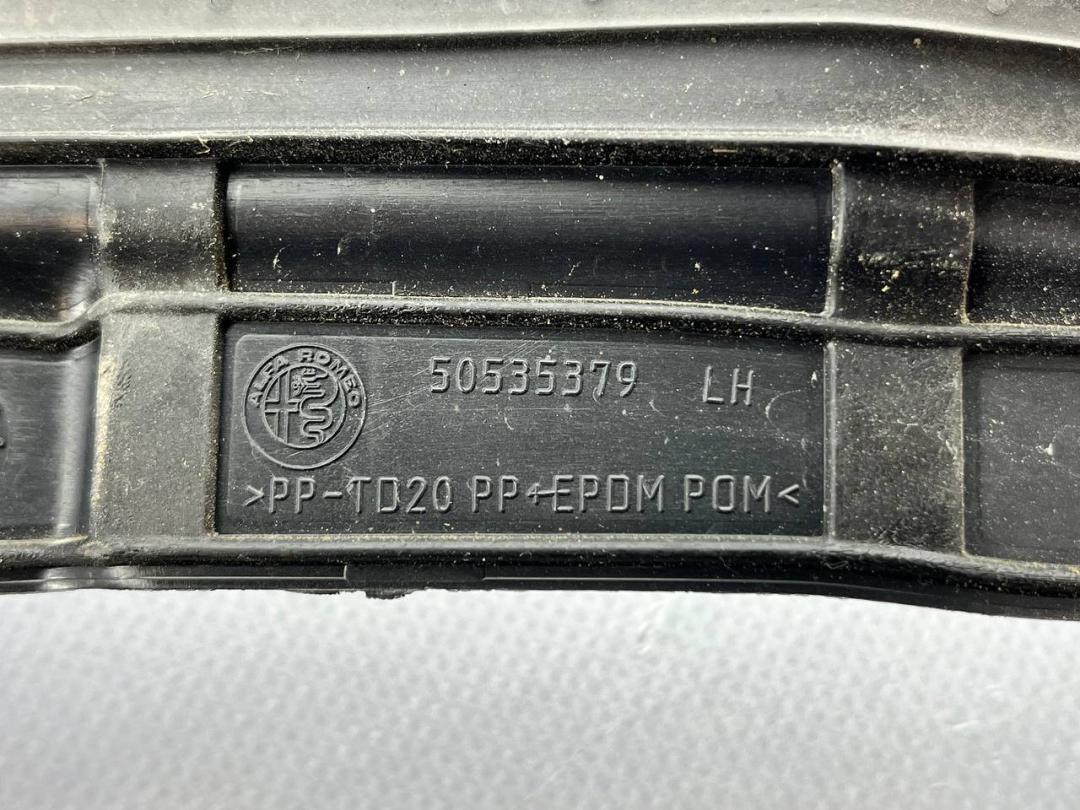 ALFA ROMEO
50535379 LH
>PP-TD20 PP+EPDM POM<